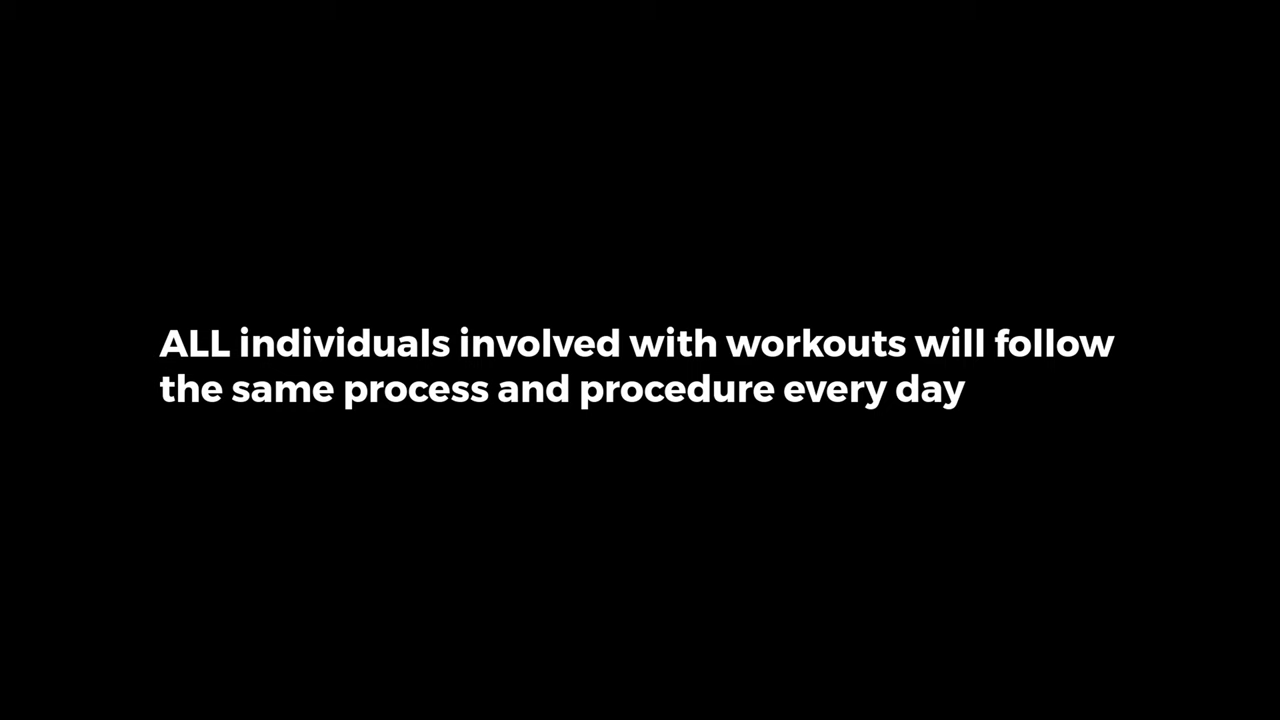 ALL individuals involved with workouts will follow
the same process and procedure every day